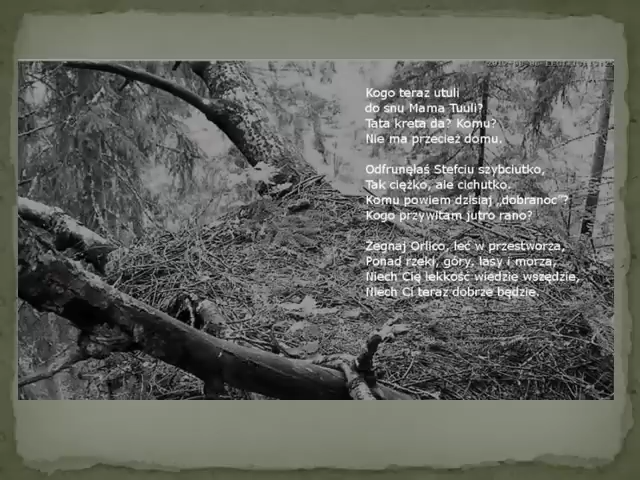 Kogo teraz utuli
do snu Mama Tuuli?
Tata kreta da? Komu?
Nie ma przecież domu.
Odfrunęłaś Stefciu szybciutko,
Tak ciężko, ale cichutko.
Komu powiem dzisiaj „dobranoc”?
Kogo przywitam jutro rano?
Żegnaj Orlico, leć w przestworza,
Ponad rzeki, góry, lasy i morza,
Niech Cię lekkość wiedzie wszędzie,
Niech Ci teraz dobrze będzie.